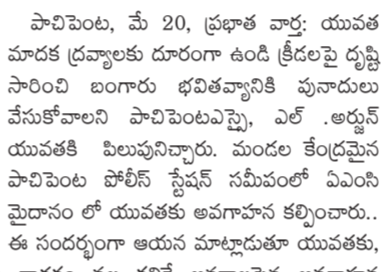 పాచిపెంట, మే 20, ప్రభాత వార్త: యువత
మాదక ద్రవ్యాలకు దూరంగా ఉండి క్రీడలపై దృష్టి
సారించి బంగారు భవితవ్యానికి పునాదులు
వేసుకోవాలని పాచిపెంటఎస్సై, ఎల్ .అర్జున్
యువతకి పిలుపునిచ్చారు. మండల కేంద్రమైన
పాచిపెంట పోలీస్ స్టేషన్ సమీపంలో ఏఎంసి
మైదానం లో యువతకు అవగాహన కల్పించారు..
ఈ సందర్భంగా ఆయన మాట్లాడుతూ యువతకు,